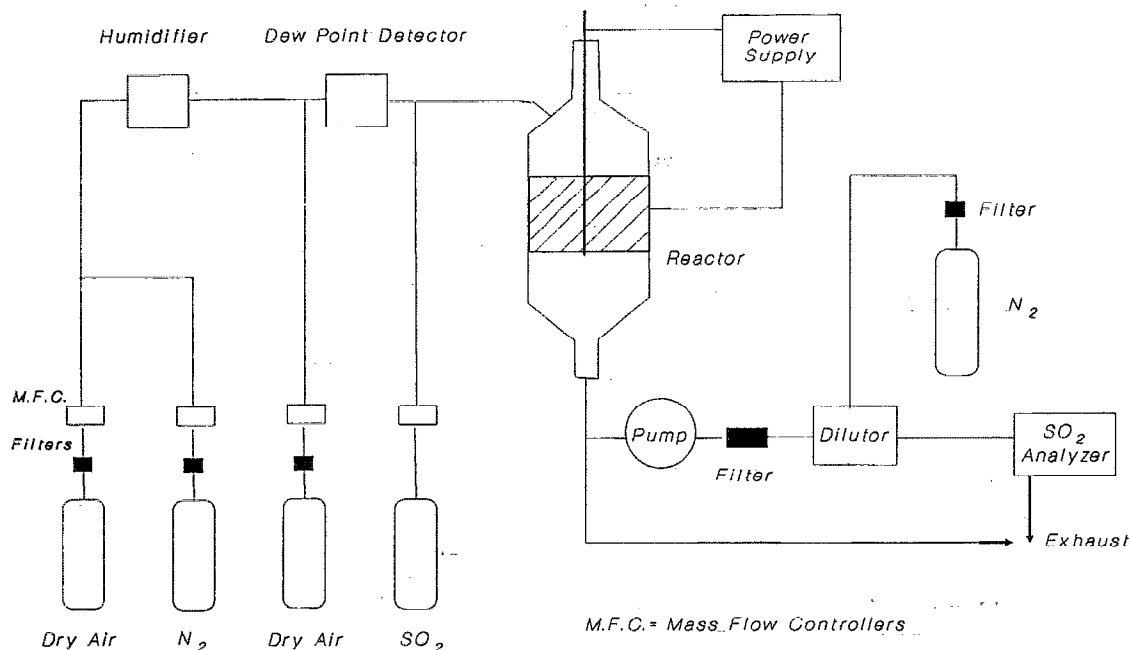 Humidifier
Dew Point Detector
Power
Supply
Filter
Reactor
N2
M.F.C.
Filters
Pump
Filter
Dilutor
SO2
Analyzer
Exhaust
Dry Air
N2
Dry Air
SO2
M.F.C.= Mass Flow Controllers